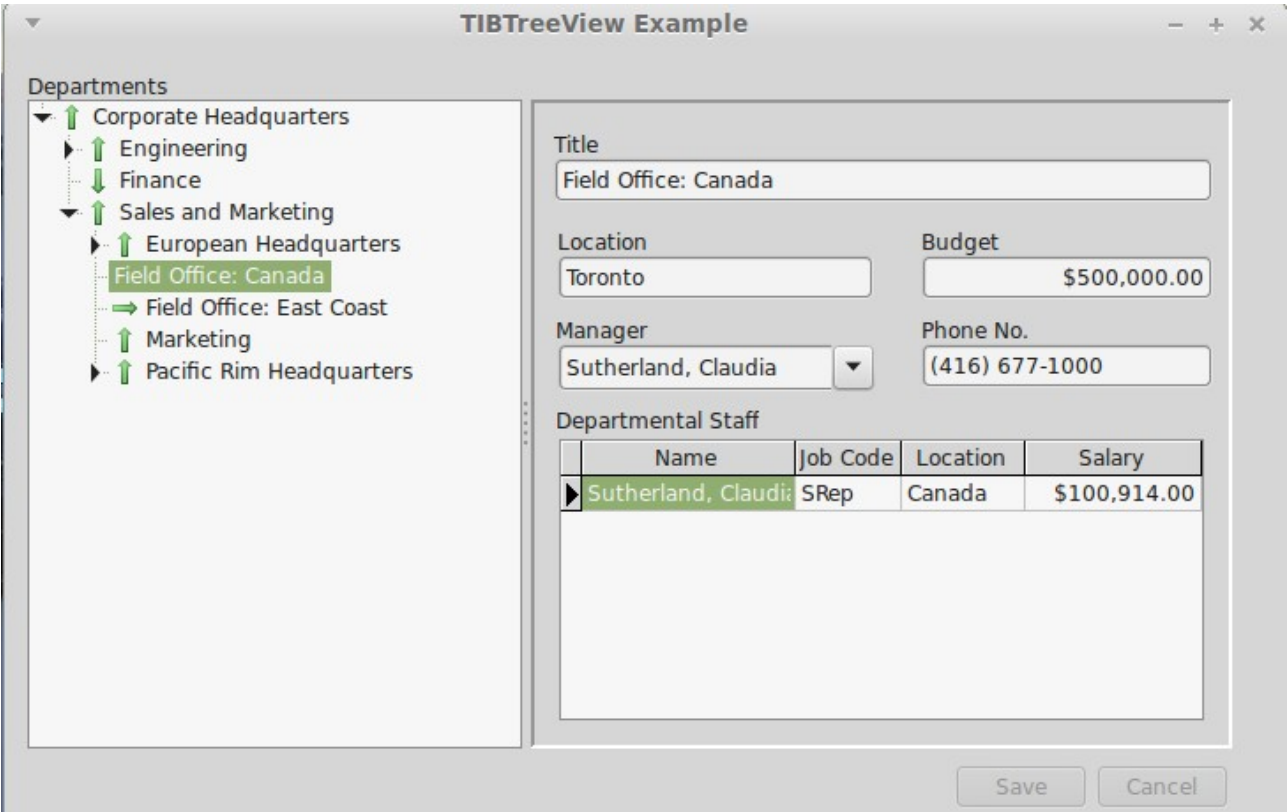 TIBTreeView Example
Departments
Corporate Headquarters
Engineering
Finance
Sales and Marketing
European Headquarters
Field Office: Canada
Field Office: East Coast
Marketing
Pacific Rim Headquarters
Title
Field Office: Canada
Location Budget
Toronto $500,000.00
Manager Phone No.
Sutherland, Claudia (416) 677-1000
Departmental Staff
Name Job Code Location Salary
Sutherland, Claudia SRep Canada $100,914.00
Save Cancel